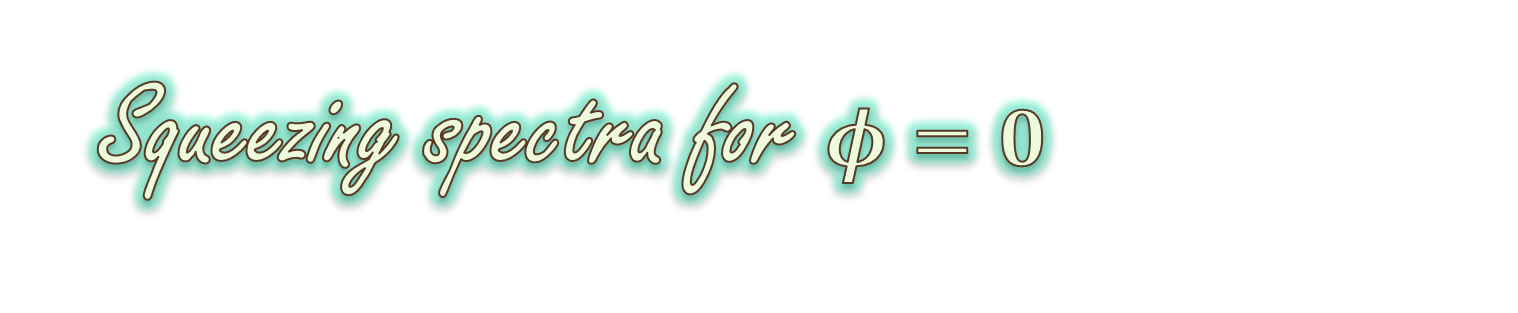 Squeezing spectra for ϕ = 0